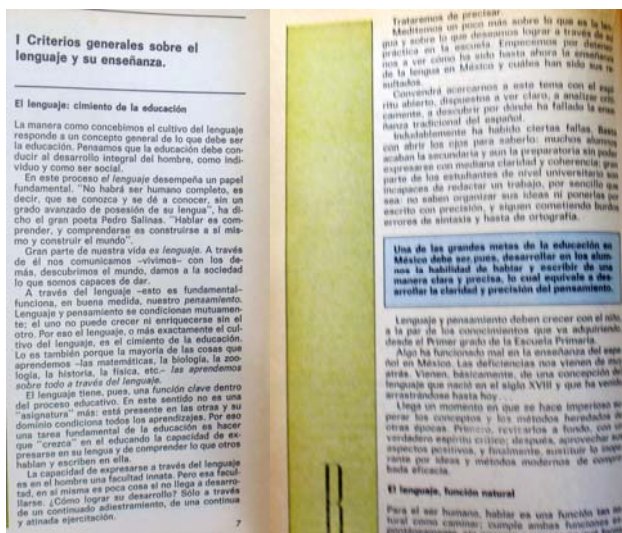 I Criterios generales sobre el
lenguaje y su enseñanza.
El lenguaje: cimiento de la educación
La manera como concebimos el cultivo del lenguaje
responde a un concepto general de lo que debe ser
la educación. Pensamos que la educación debe con-
ducir al desarrollo integral del hombre, como indi-
viduo y como ser social.
En este proceso el lenguaje desempeña un papel
fundamental. "No habrá ser humano completo, es
decir, que se conozca y se dé a conocer, sin un
grado avanzado de posesión de su lengua", ha di-
cho el gran poeta Pedro Salinas. "Hablar es com-
prender, y comprender es construirse a sí mis-
mo y construir el mundo".
Gran parte de nuestra vida es lenguaje. A través
de él nos comunicamos –vivimos– con los de-
más, descubrimos el mundo, damos a la sociedad
lo que somos capaces de dar.
A través del lenguaje –esto es fundamental–
funciona, en buena medida, nuestro pensamiento.
Lenguaje y pensamiento se condicionan mutuamen-
te; el uno no puede crecer ni enriquecerse sin el
otro. Por eso el lenguaje, o más exactamente el cul-
tivo del lenguaje, es el cimiento de la educación.
Lo es también porque la mayoría de las cosas que
aprendemos –las matemáticas, la biología, la zoo-
logía, la historia, la física, etc.– las aprendemos
sobre todo a través del lenguaje.
El lenguaje tiene, pues, una función clave dentro
del proceso educativo. En este sentido no es una
"asignatura" más: está presente en las otras y su
dominio condiciona todos los aprendizajes. Por eso
una tarea fundamental de la educación es hacer
que "crezca" en el educando la capacidad de ex-
presarse en su lengua y de comprender lo que otros
hablan y escriben en ella.
La capacidad de expresarse a través del lenguaje
es en el hombre una facultad innata. Pero esa facul-
tad, en sí misma es poca cosa si no llega a desarro-
llarse. ¿Cómo lograr su desarrollo? Sólo a través
de un continuado adiestramiento, de una continua
y atinada ejercitación.
7
Trataremos de precisar.
Meditemos un poco más sobre lo que es la len-
gua y sobre lo que deseamos lograr a través de su
práctica en la escuela. Empecemos por detener-
nos a ver cómo ha sido hasta ahora la enseñanza
de la lengua en México y cuáles han sido sus re-
sultados.
Convendrá acercarnos a este tema con el espí-
ritu abierto, dispuestos a ver claro, a analizar críti-
camente, a descubrir por dónde ha fallado la ense-
ñanza tradicional del español.
Indudablemente ha habido ciertas fallas. Basta
con abrir los ojos para saberlo: muchos alumnos
acaban la secundaria y aun la preparatoria sin poder
expresarse con mediana claridad y coherencia; gran
parte de los estudiantes de nivel universitario son
incapaces de redactar un trabajo, por sencillo que
sea: no saben organizar sus ideas ni ponerlas por
escrito con precisión, y siguen cometiendo burdos
errores de sintaxis y hasta de ortografía.
Una de las grandes metas de la educación en
México debe ser pues, desarrollar en los alum-
nos la habilidad de hablar y escribir de una
manera clara y precisa, lo cual equivale a des-
arrollar la claridad y precisión del pensamiento.
Lenguaje y pensamiento deben crecer con el niño,
a la par de los conocimientos que va adquiriendo
desde el Primer grado de la Escuela Primaria.
Algo ha funcionado mal en la enseñanza del espa-
ñol en México. Las deficiencias nos vienen de muy
atrás. Vienen, básicamente, de una concepción del
lenguaje que nació en el siglo XVIII y que ha venido
arrastrándose hasta hoy...
Llega un momento en que se hace imperioso su-
perar los conceptos y los métodos heredados de
otras épocas. Primero, revisarlos a fondo, con un
verdadero espíritu crítico; después, aprovechar sus
aspectos positivos, y finalmente, sustituir lo inope-
rante por ideas y métodos modernos de compro-
bada eficacia.
El lenguaje, función natural
Para el ser humano, hablar es una función tan na-
tural como caminar; cumple ambas funciones